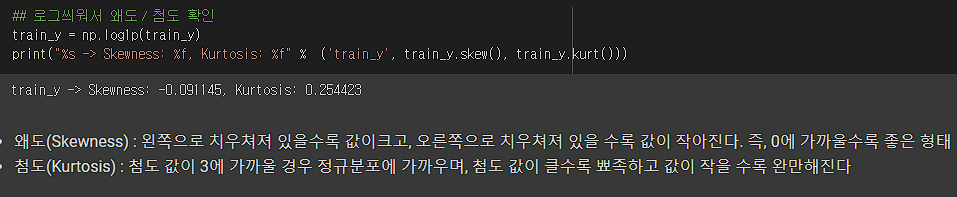 ## 로그씌워서 왜도/첨도 확인
train_y = np.log1p(train_y)
print("%s -> Skewness: %f, Kurtosis: %f" % ('train_y', train_y.skew(), train_y.kurt()))
train_y -> Skewness: -0.091145, Kurtosis: 0.254423
• 왜도(Skewness) : 왼쪽으로 치우쳐져 있을수록 값이크고, 오른쪽으로 치우쳐져 있을 수록 값이 작아진다. 즉, 0에 가까울수록 좋은 형태
• 첨도(Kurtosis) : 첨도 값이 3에 가까울 경우 정규분포에 가까우며, 첨도 값이 클수록 뾰족하고 값이 작을 수록 완만해진다